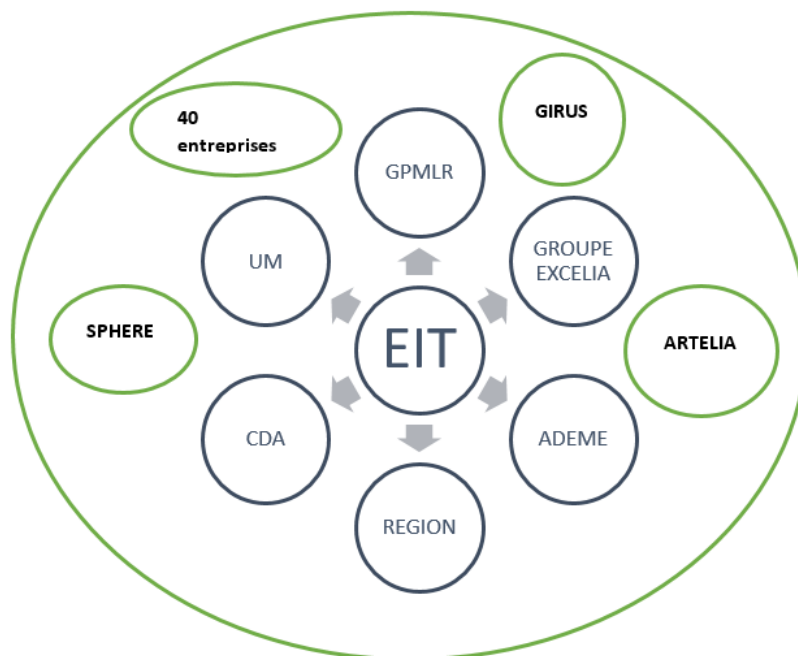 40
entreprises
GIRUS
GPMLR
UM
GROUPE
EXCELIA
SPHERE
EIT
ARTELIA
CDA
ADEME
REGION